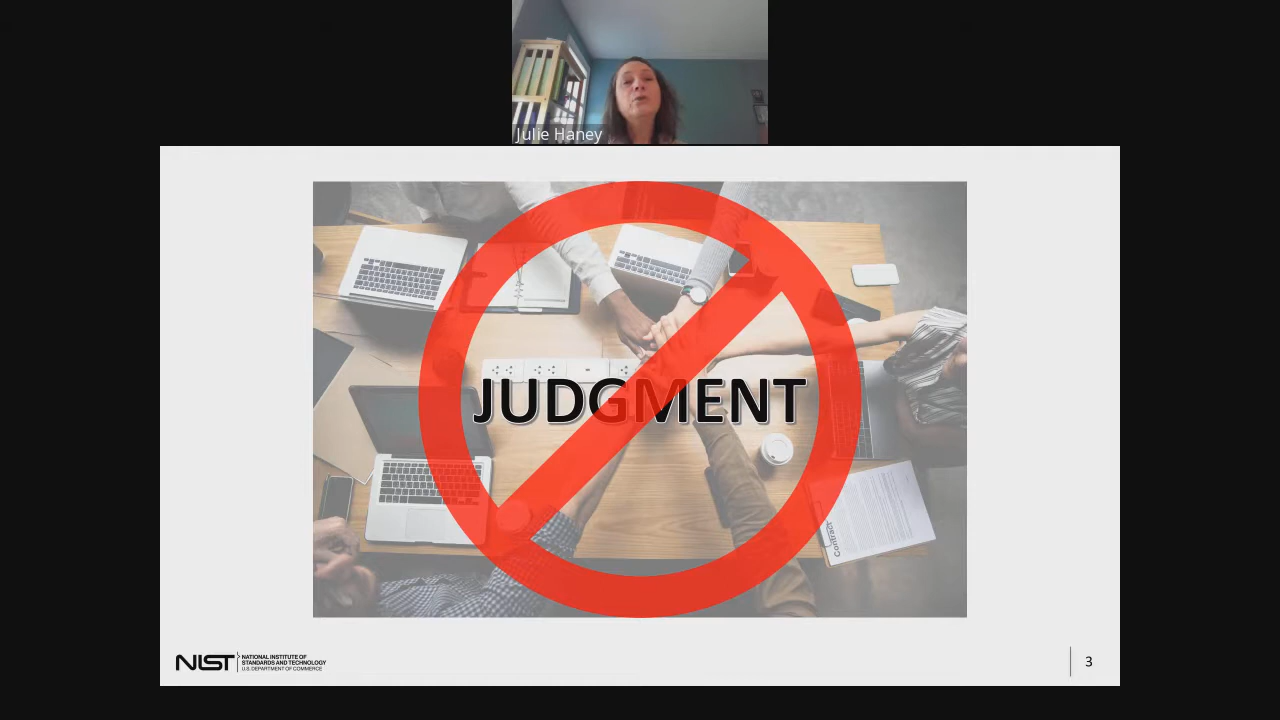 Julie Haney
JUDGMENT
Contract
NIST
NATIONAL INSTITUTE OF
STANDARDS AND TECHNOLOGY
U.S. DEPARTMENT OF COMMERCE
3